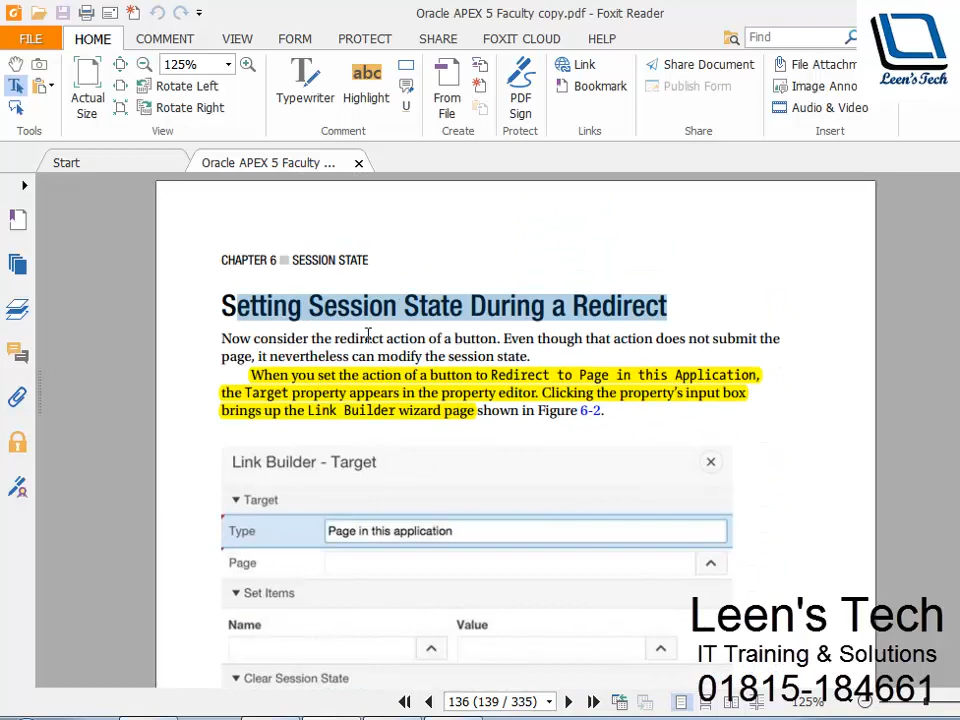 Oracle APEX 5 Faculty copy.pdf - Foxit Reader
FILE
HOME
COMMENT
VIEW
FORM
PROTECT
SHARE
FOXIT CLOUD
HELP
Find
Leen'sTech
125%
Actual
Size
Rotate Left
Rotate Right
Typewriter
abc
Highlight
U
From
File
PDF
Sign
Link
Bookmark
Share Document
Publish Form
File Attachm
Image Anno
Audio & Video
Tools
View
Comment
Create
Protect
Links
Share
Insert
Start
Oracle APEX 5 Faculty ...
CHAPTER 6 SESSION STATE
Setting Session State During a Redirect
Now consider the redirect action of a button. Even though that action does not submit the
page, it nevertheless can modify the session state.
When you set the action of a button to Redirect to Page in this Application,
the Target property appears in the property editor. Clicking the property's input box
brings up the Link Builder wizard page shown in Figure 6-2.
Link Builder - Target
Target
Type
Page in this application
Page
Set Items
Name
Value
Clear Session State
Leen's Tech
IT Training & Solutions
01815-184661
136 (139 / 335)
125%